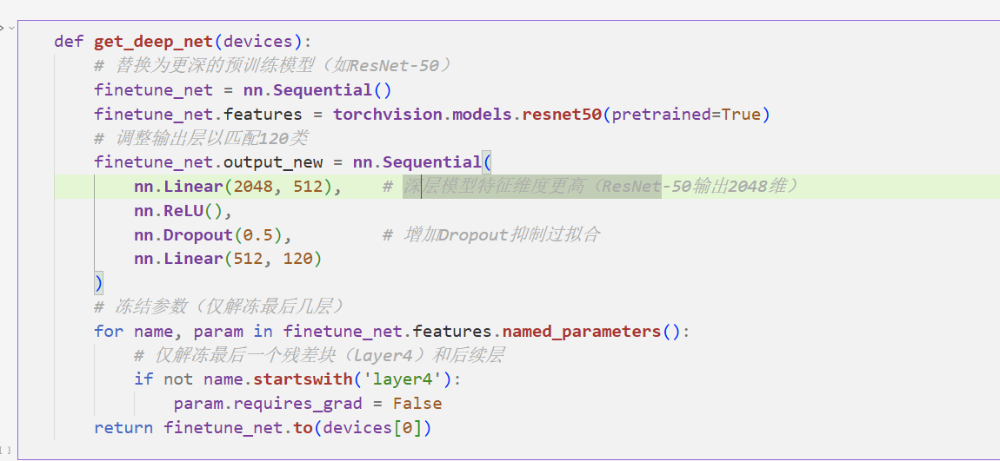 def get_deep_net(devices):
    # 替换为更深的预训练模型（如ResNet-50）
    finetune_net = nn.Sequential()
    finetune_net.features = torchvision.models.resnet50(pretrained=True)
    # 调整输出层以匹配120类
    finetune_net.output_new = nn.Sequential(
        nn.Linear(2048, 512),    # 深层模型特征维度更高（ResNet-50输出2048维）
        nn.ReLU(),
        nn.Dropout(0.5),         # 增加Dropout抑制过拟合
        nn.Linear(512, 120)
    )
    # 冻结参数（仅解冻最后几层）
    for name, param in finetune_net.features.named_parameters():
        # 仅解冻最后一个残差块（layer4）和后续层
        if not name.startswith('layer4'):
            param.requires_grad = False
    return finetune_net.to(devices[0])
[ ]